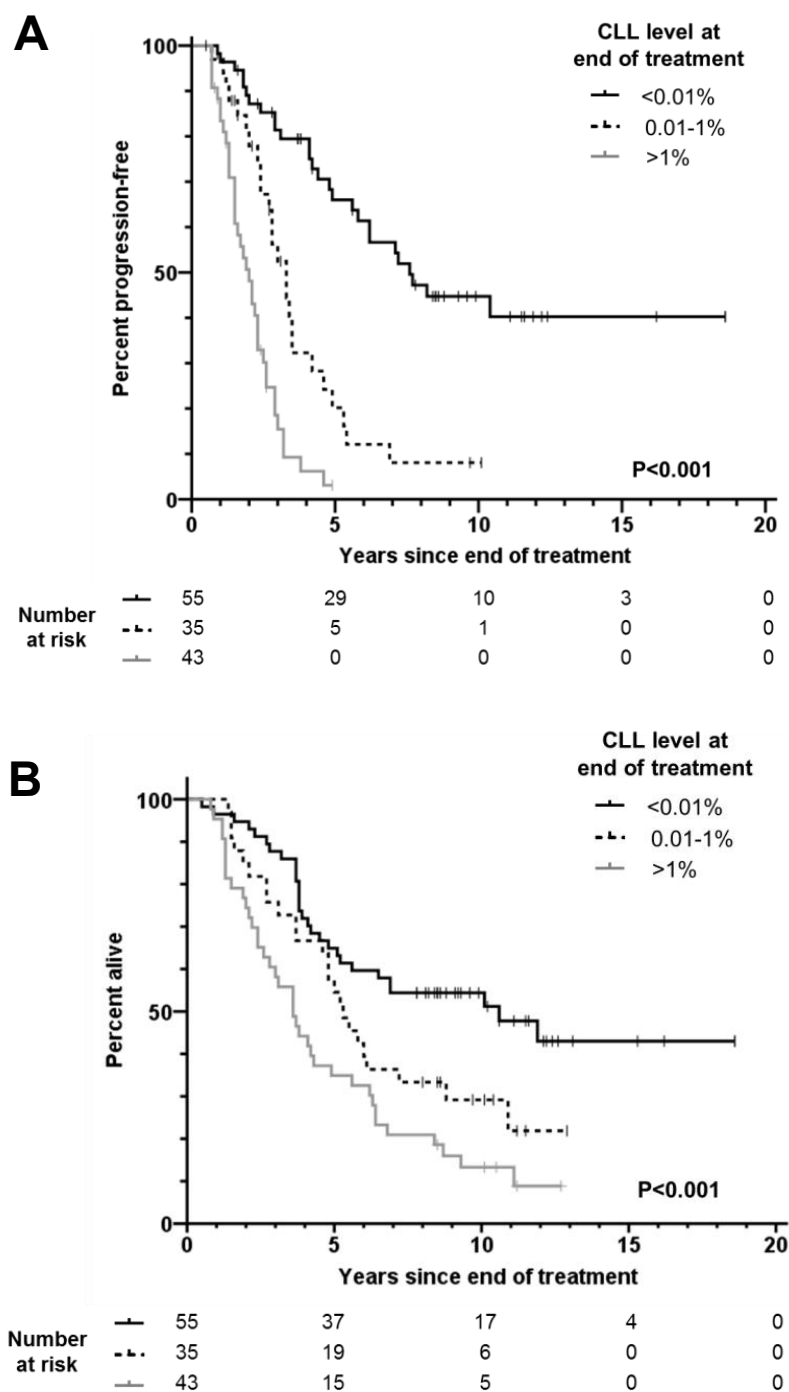 A
CLL level at
end of treatment
<0.01%
0.01-1%
>1%
Percent progression-free
100
50
0
P<0.001
0 5 10 15 20
Years since end of treatment
Number
at risk
55 29 10 3 0
35 5 1 0 0
43 0 0 0 0
B
CLL level at
end of treatment
<0.01%
0.01-1%
>1%
Percent alive
100
50
0
P<0.001
0 5 10 15 20
Years since end of treatment
Number
at risk
55 37 17 4 0
35 19 6 0 0
43 15 5 0 0